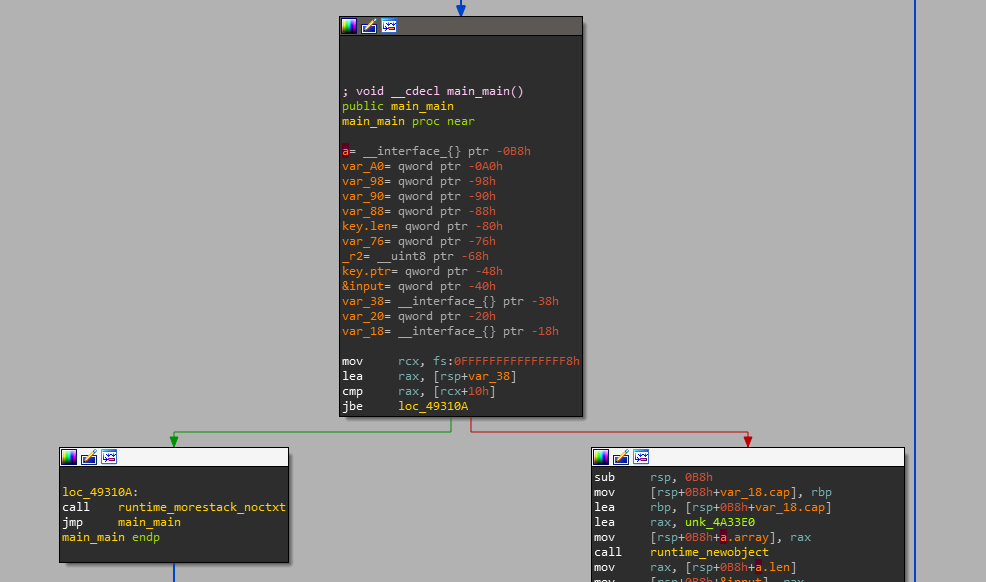 ; void __cdecl main_main()
public main_main
main_main proc near
a= __interface_{} ptr -0B8h
var_A0= qword ptr -0A0h
var_98= qword ptr -98h
var_90= qword ptr -90h
var_88= qword ptr -88h
key.len= qword ptr -80h
var_76= qword ptr -76h
_r2= __uint8 ptr -68h
key.ptr= qword ptr -48h
&input= qword ptr -40h
var_38= __interface_{} ptr -38h
var_20= qword ptr -20h
var_18= __interface_{} ptr -18h
mov rcx, fs:0FFFFFFFFFFFFFFF8h
lea rax, [rsp+var_38]
cmp rax, [rcx+10h]
jbe loc_49310A
loc_49310A:
call runtime_morestack_noctxt
jmp main_main
main_main endp
sub rsp, 0B8h
mov [rsp+0B8h+var_18.cap], rbp
lea rbp, [rsp+0B8h+var_18.cap]
lea rax, unk_4A33E0
mov [rsp+0B8h+a.array], rax
call runtime_newobject
mov rax, [rsp+0B8h+a.len]
mov [rsp+0B8h+&input], rax